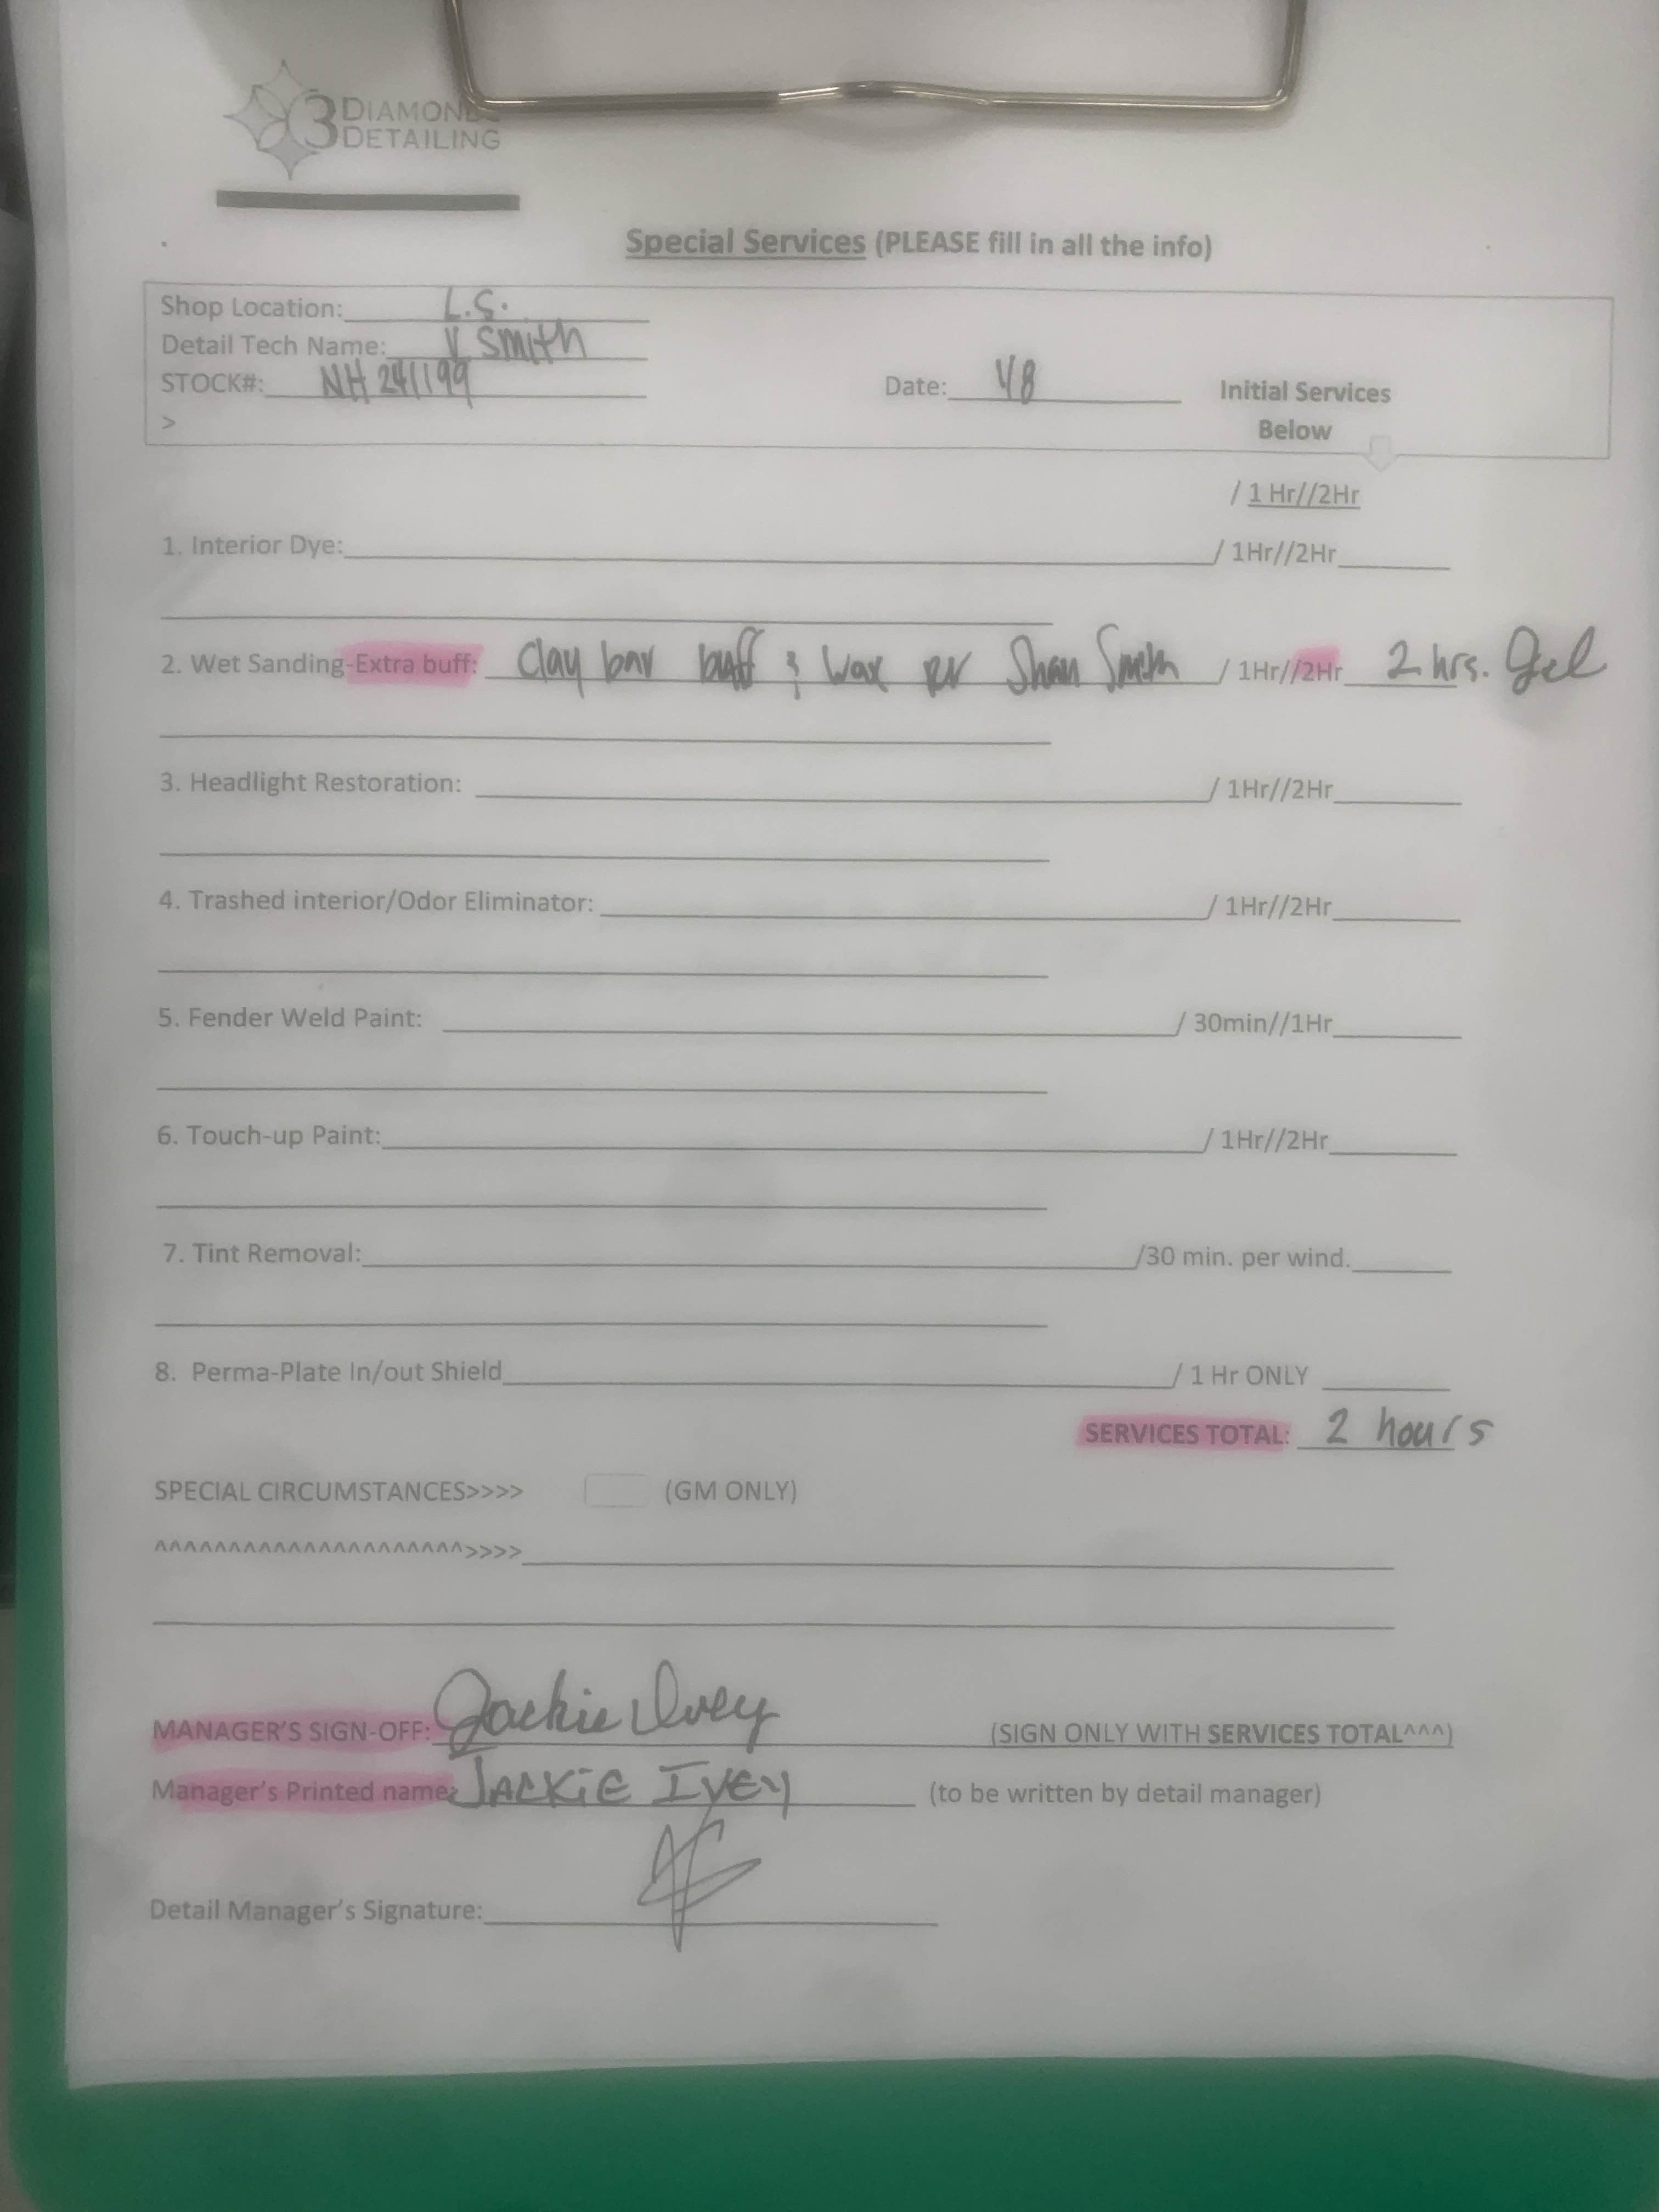 3 DIAMOND
DETAILING
Special Services (PLEASE fill in all the info)
Shop Location: L.S.
Detail Tech Name: V Smith
STOCK#: NH 241199
Date: 1/8
Initial Services
Below
>
/ 1 Hr//2Hr
1. Interior Dye: / 1Hr//2Hr
2. Wet Sanding-Extra buff: Clay bar buff & Wax per Shan Smith / 1Hr//2Hr 2 hrs.
3. Headlight Restoration: / 1Hr//2Hr
4. Trashed interior/Odor Eliminator: / 1Hr//2Hr
5. Fender Weld Paint: / 30min//1Hr
6. Touch-up Paint: / 1Hr//2Hr
7. Tint Removal: /30 min. per wind.
8. Perma-Plate In/out Shield / 1 Hr ONLY
SERVICES TOTAL: 2 hours
SPECIAL CIRCUMSTANCES>>>> (GM ONLY)
^^^^^^^^^^^^^^^^^^^^^>>>>
MANAGER'S SIGN-OFF: Jackie Ivey (SIGN ONLY WITH SERVICES TOTAL^^^)
Manager's Printed name: JACKiE IVEY (to be written by detail manager)
Detail Manager's Signature: